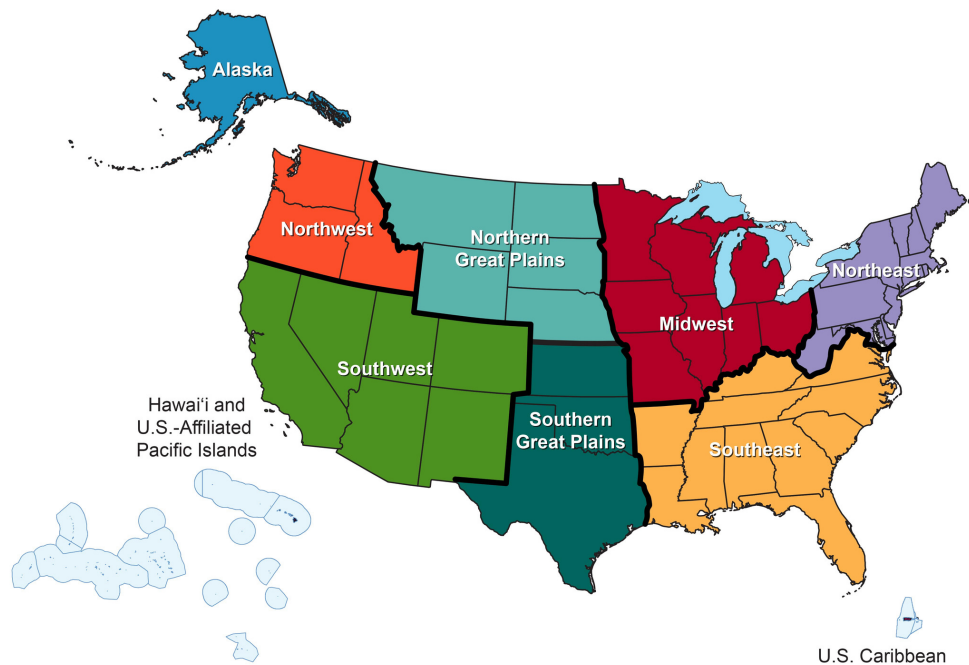 Alaska
Northwest
Northern
Great Plains
Northeast
Midwest
Southwest
Hawai‘i and
U.S.-Affiliated
Pacific Islands
Southern
Great Plains
Southeast
U.S. Caribbean